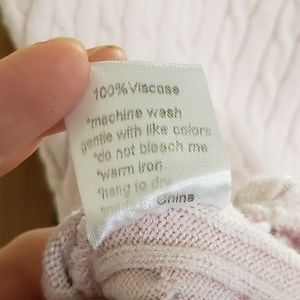 100%Viscose
*machine wash
gentle with like colors
*do not bleach me
*warm iron
*hang to dry
China